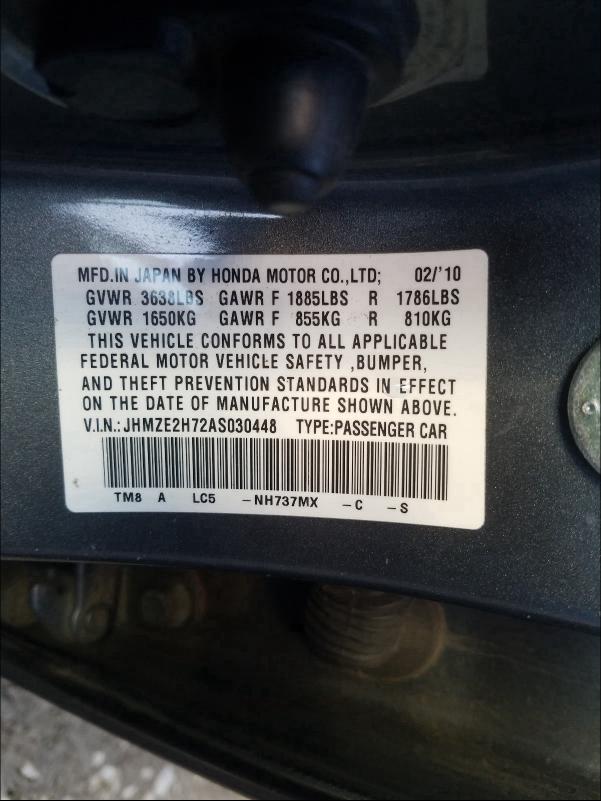 MFD.IN JAPAN BY HONDA MOTOR CO.,LTD; 02/'10
GVWR 3638LBS GAWR F 1885LBS R 1786LBS
GVWR 1650KG GAWR F 855KG R 810KG
THIS VEHICLE CONFORMS TO ALL APPLICABLE
FEDERAL MOTOR VEHICLE SAFETY ,BUMPER,
AND THEFT PREVENTION STANDARDS IN EFFECT
ON THE DATE OF MANUFACTURE SHOWN ABOVE.
V.I.N.: JHMZE2H72AS030448 TYPE:PASSENGER CAR
TM8 A LC5 -NH737MX -C -S